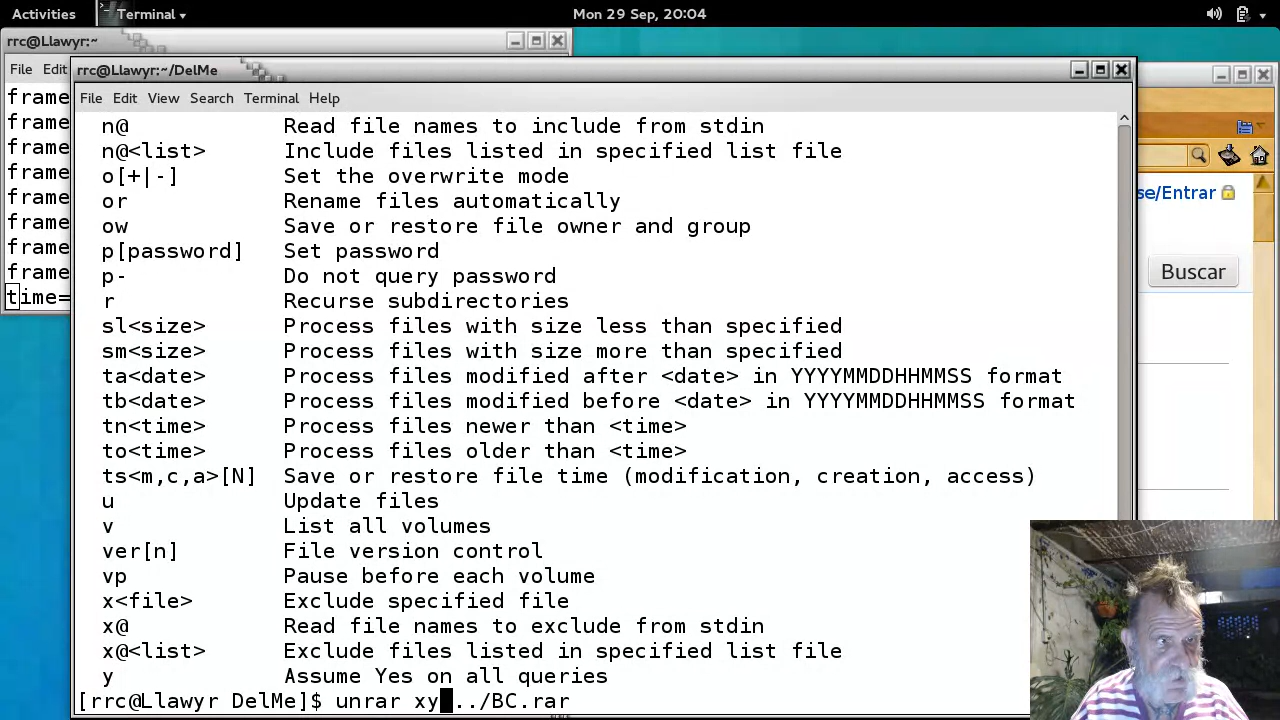 Activities
Terminal
Mon 29 Sep, 20:04
rrc@Llawyr:~
File Edit
frame
frame
frame
frame
frame
frame
frame
frame
time=
rrc@Llawyr:~/DelMe
File Edit View Search Terminal Help
n@ Read file names to include from stdin
n@<list> Include files listed in specified list file
o[+|-] Set the overwrite mode
or Rename files automatically
ow Save or restore file owner and group
p[password] Set password
p- Do not query password
r Recurse subdirectories
sl<size> Process files with size less than specified
sm<size> Process files with size more than specified
ta<date> Process files modified after <date> in YYYYMMDDHHMMSS format
tb<date> Process files modified before <date> in YYYYMMDDHHMMSS format
tn<time> Process files newer than <time>
to<time> Process files older than <time>
ts<m,c,a>[N] Save or restore file time (modification, creation, access)
u Update files
v List all volumes
ver[n] File version control
vp Pause before each volume
x<file> Exclude specified file
x@ Read file names to exclude from stdin
x@<list> Exclude files listed in specified list file
y Assume Yes on all queries
[rrc@Llawyr DelMe]$ unrar xy ../BC.rar
se/Entrar
Buscar